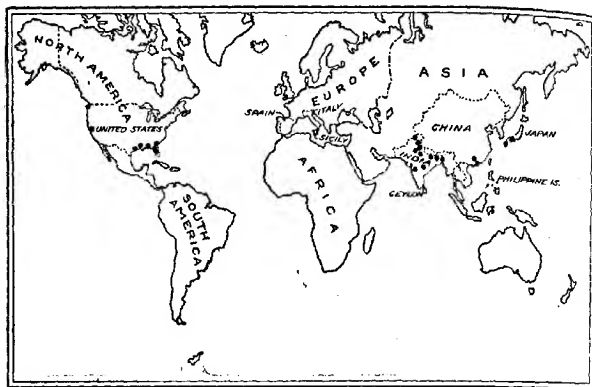 NORTH AMERICA
UNITED STATES
SOUTH AMERICA
EUROPE
SPAIN
ITALY
SICILY
AFRICA
ASIA
CHINA
JAPAN
INDIA
CEYLON
PHILIPPINE IS.